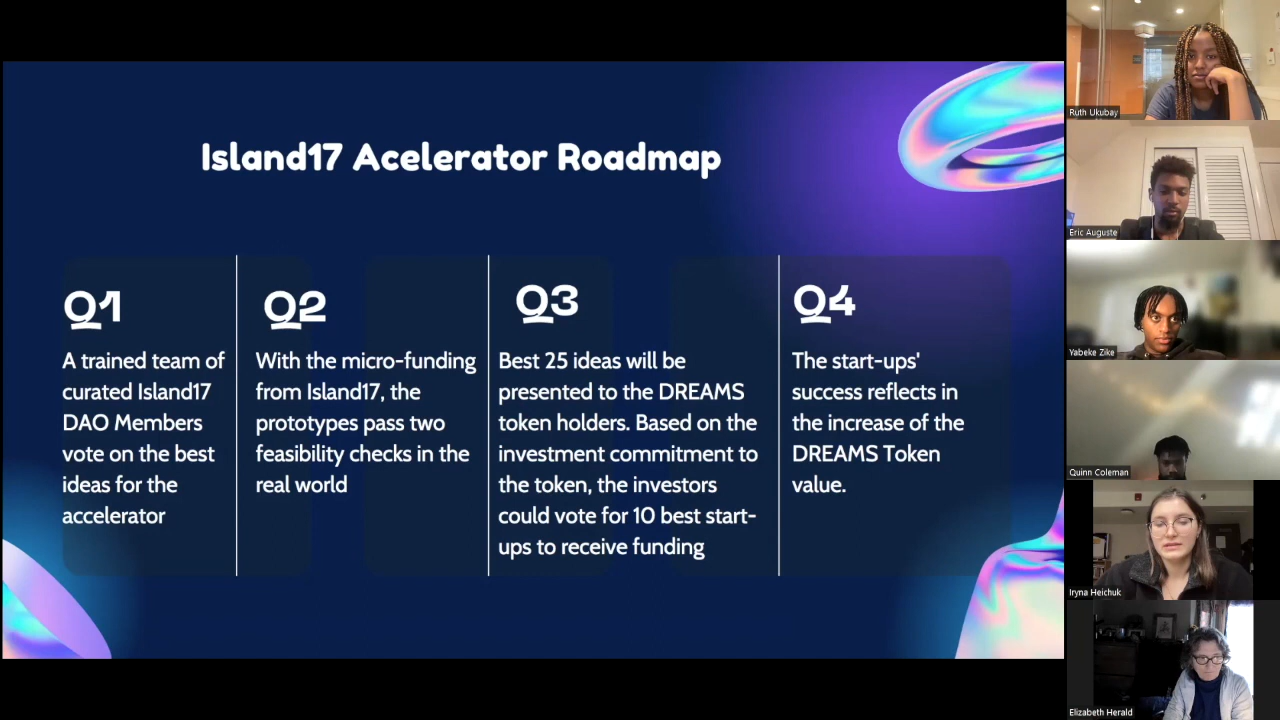 Island17 Acelerator Roadmap
Q1
A trained team of
curated Island17
DAO Members
vote on the best
ideas for the
accelerator
Q2
With the micro-funding
from Island17, the
prototypes pass two
feasibility checks in the
real world
Q3
Best 25 ideas will be
presented to the DREAMS
token holders. Based on the
investment commitment to
the token, the investors
could vote for 10 best start-
ups to receive funding
Q4
The start-ups'
success reflects in
the increase of the
DREAMS Token
value.
Ruth Ukubay
Eric Auguste
Yabeke Zike
Quinn Coleman
Iryna Heichuk
Elizabeth Herald